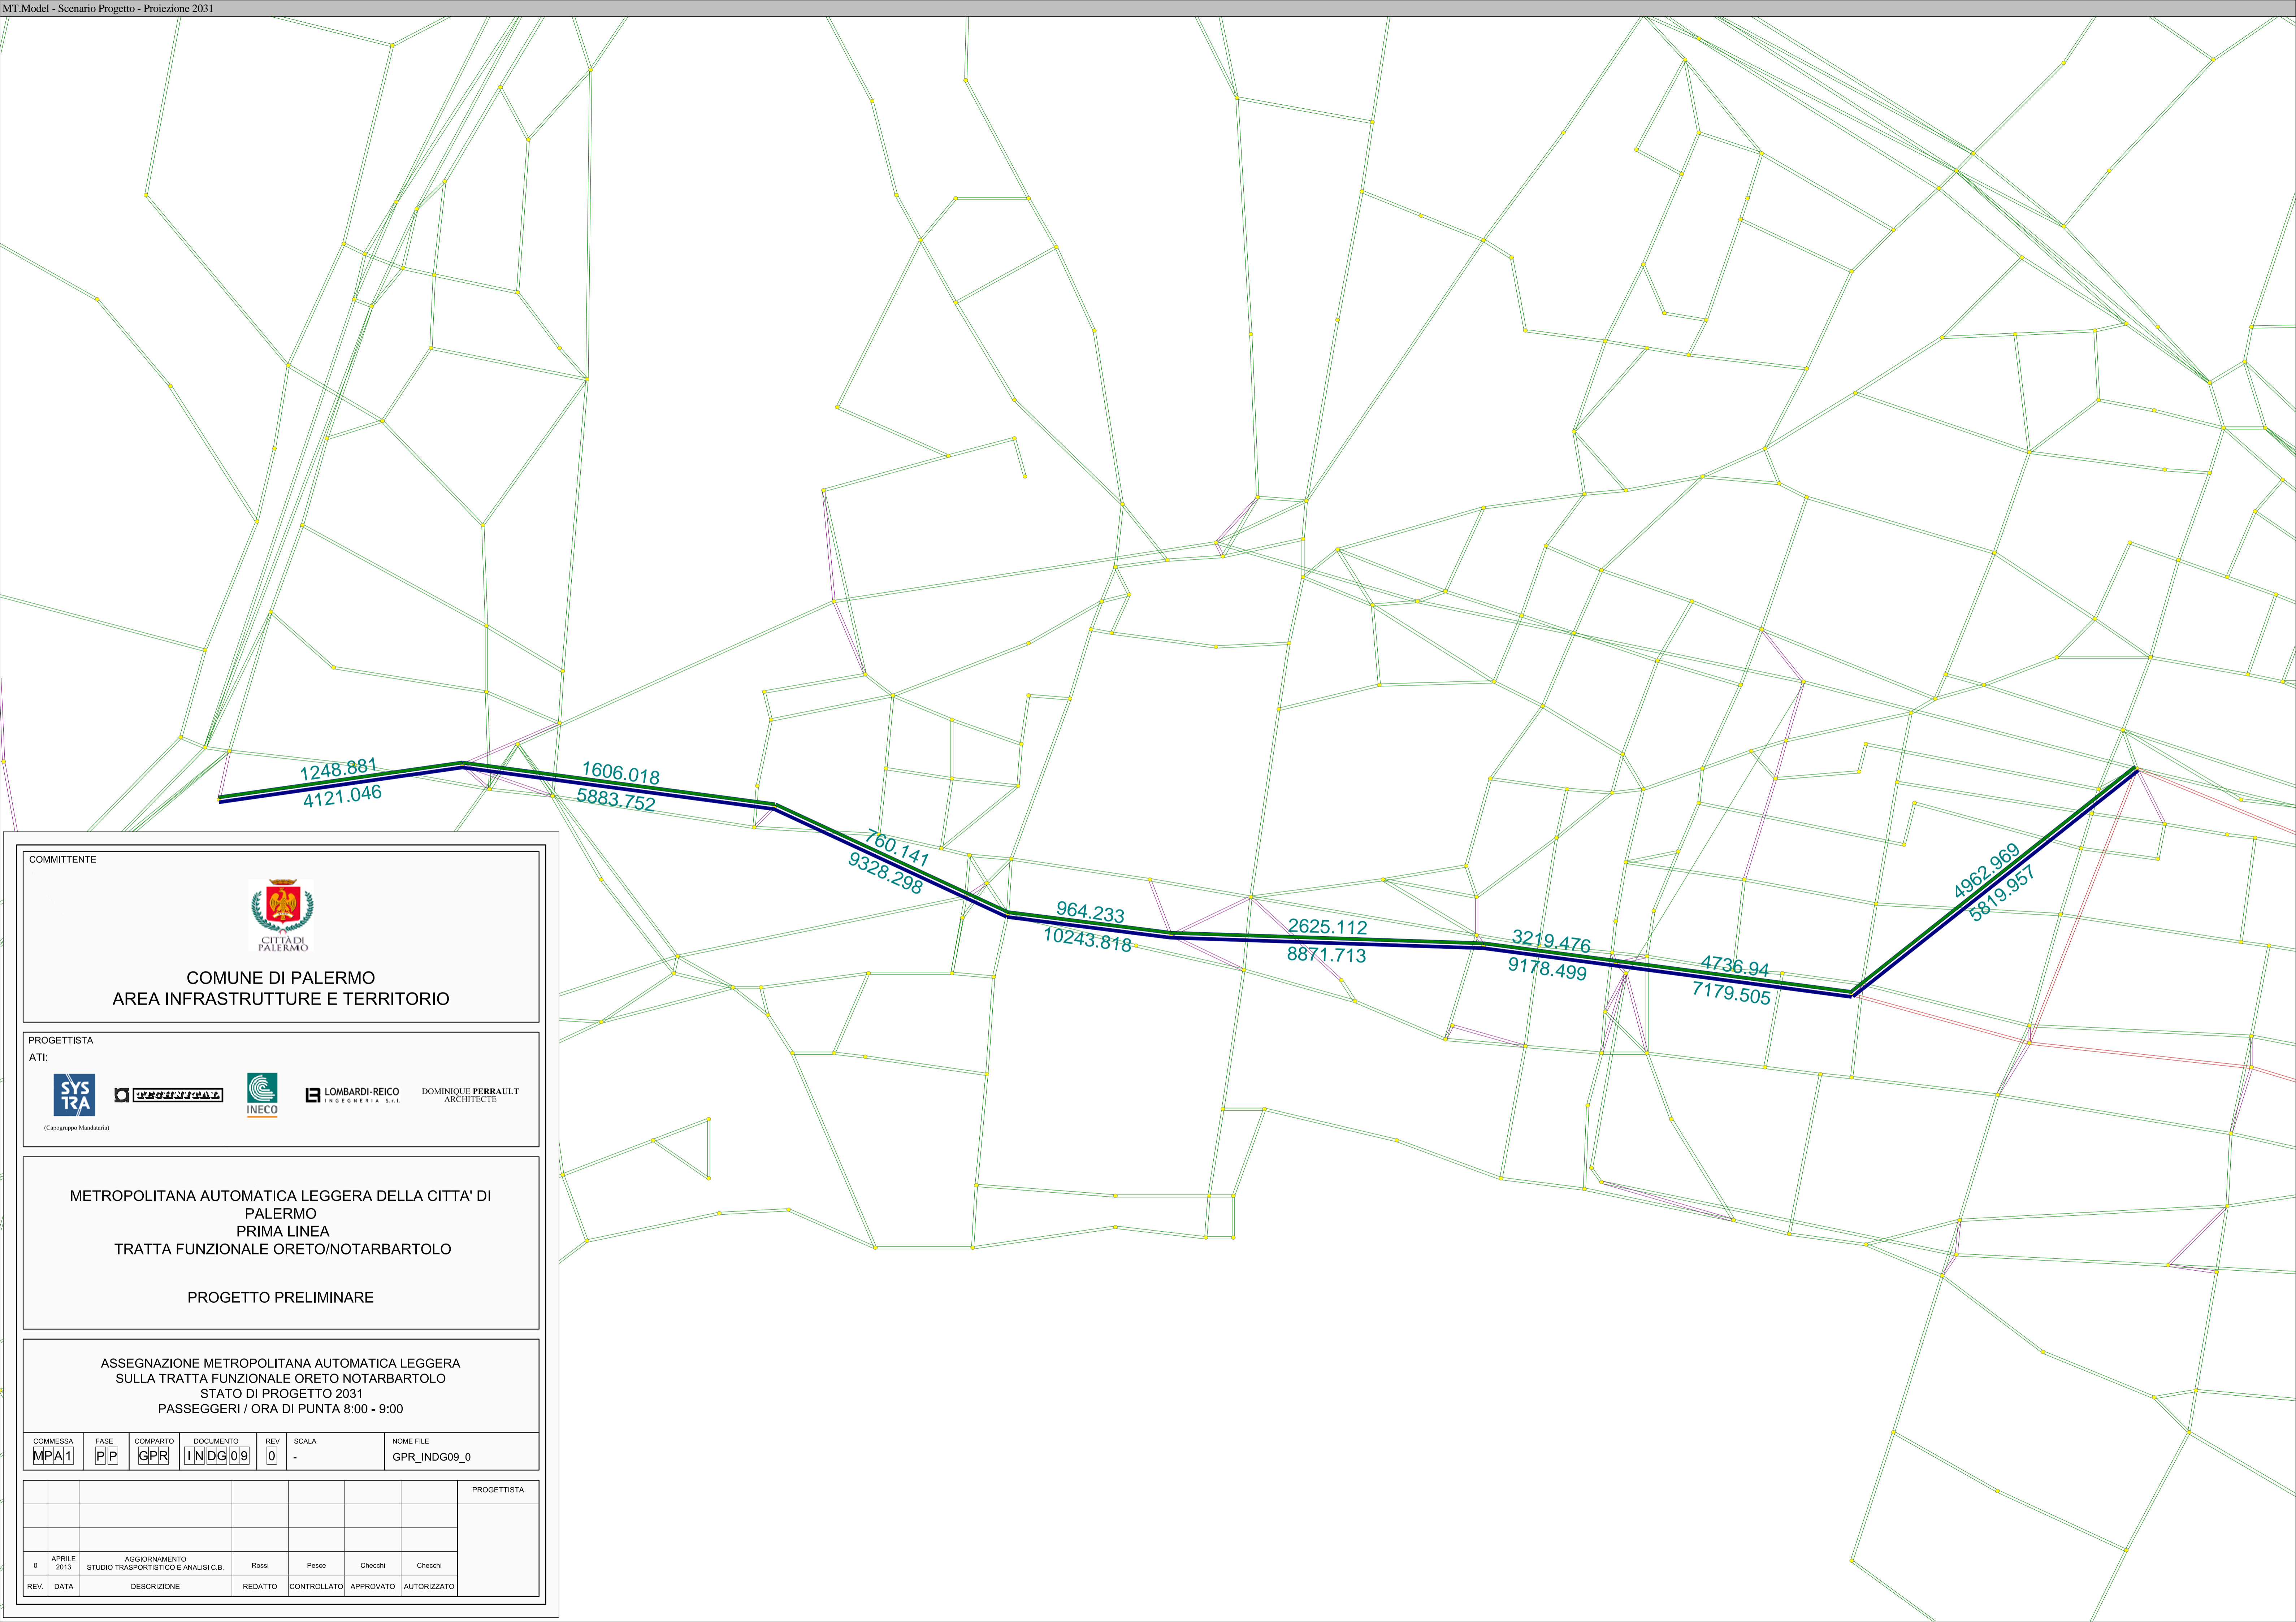 MT.Model - Scenario Progetto - Proiezione 2031
1248.881
4121.046
1606.018
5883.752
760.141
9328.298
964.233
10243.818
2625.112
8871.713
3219.476
9178.499
4736.94
7179.505
4962.969
5819.957
COMMITTENTE
CITTÀ DI
PALERMO
COMUNE DI PALERMO
AREA INFRASTRUTTURE E TERRITORIO
PROGETTISTA
ATI:
SYSTRA
(Capogruppo Mandataria)
TECHNITAL
INECO
LOMBARDI-REICO
INGEGNERIA S.r.l.
DOMINIQUE PERRAULT
ARCHITECTE
METROPOLITANA AUTOMATICA LEGGERA DELLA CITTA' DI
PALERMO
PRIMA LINEA
TRATTA FUNZIONALE ORETO/NOTARBARTOLO
PROGETTO PRELIMINARE
ASSEGNAZIONE METROPOLITANA AUTOMATICA LEGGERA
SULLA TRATTA FUNZIONALE ORETO NOTARBARTOLO
STATO DI PROGETTO 2031
PASSEGGERI / ORA DI PUNTA 8:00 - 9:00
COMMESSA FASE COMPARTO DOCUMENTO REV SCALA NOME FILE
MPA1 PP GPR INDG09 0 - GPR_INDG09_0
PROGETTISTA
0 APRILE 2013 AGGIORNAMENTO STUDIO TRASPORTISTICO E ANALISI C.B. Rossi Pesce Checchi Checchi
REV. DATA DESCRIZIONE REDATTO CONTROLLATO APPROVATO AUTORIZZATO